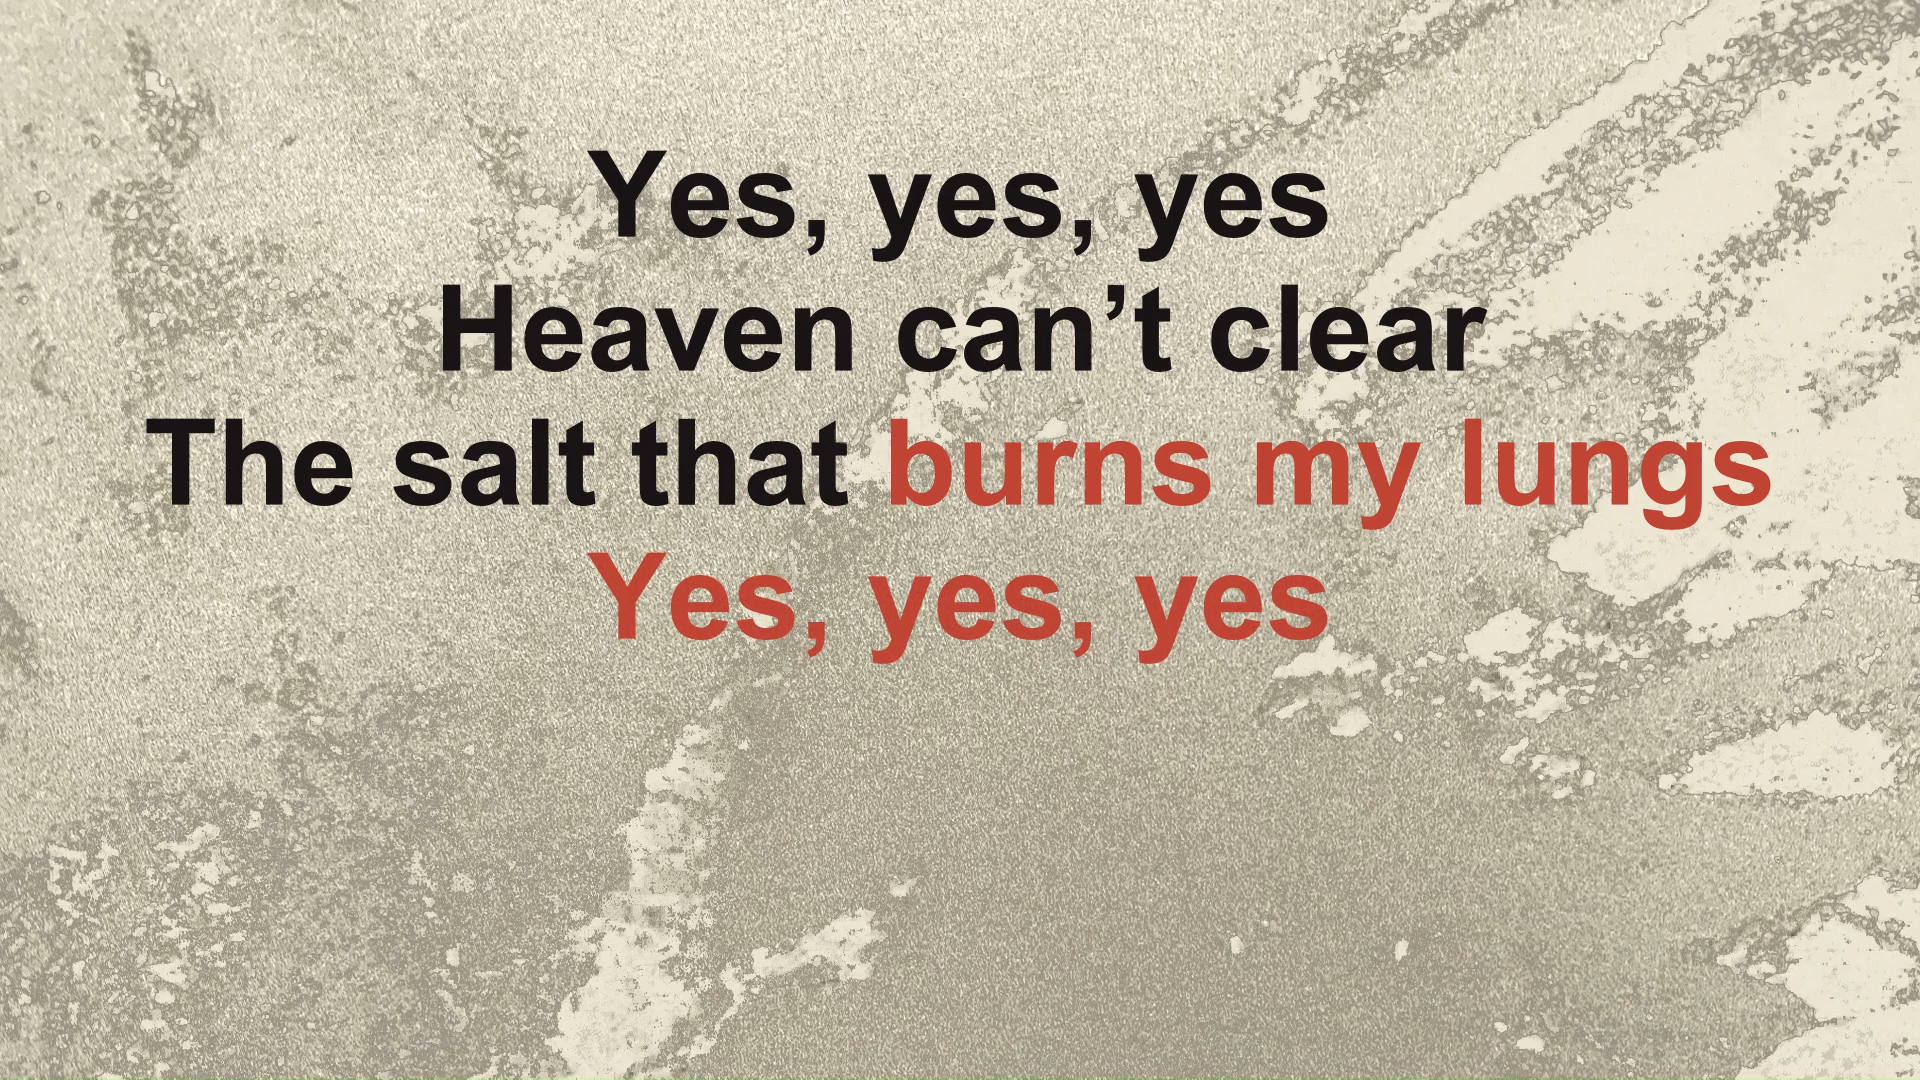 Yes, yes, yes
Heaven can’t clear
The salt that burns my lungs
Yes, yes, yes